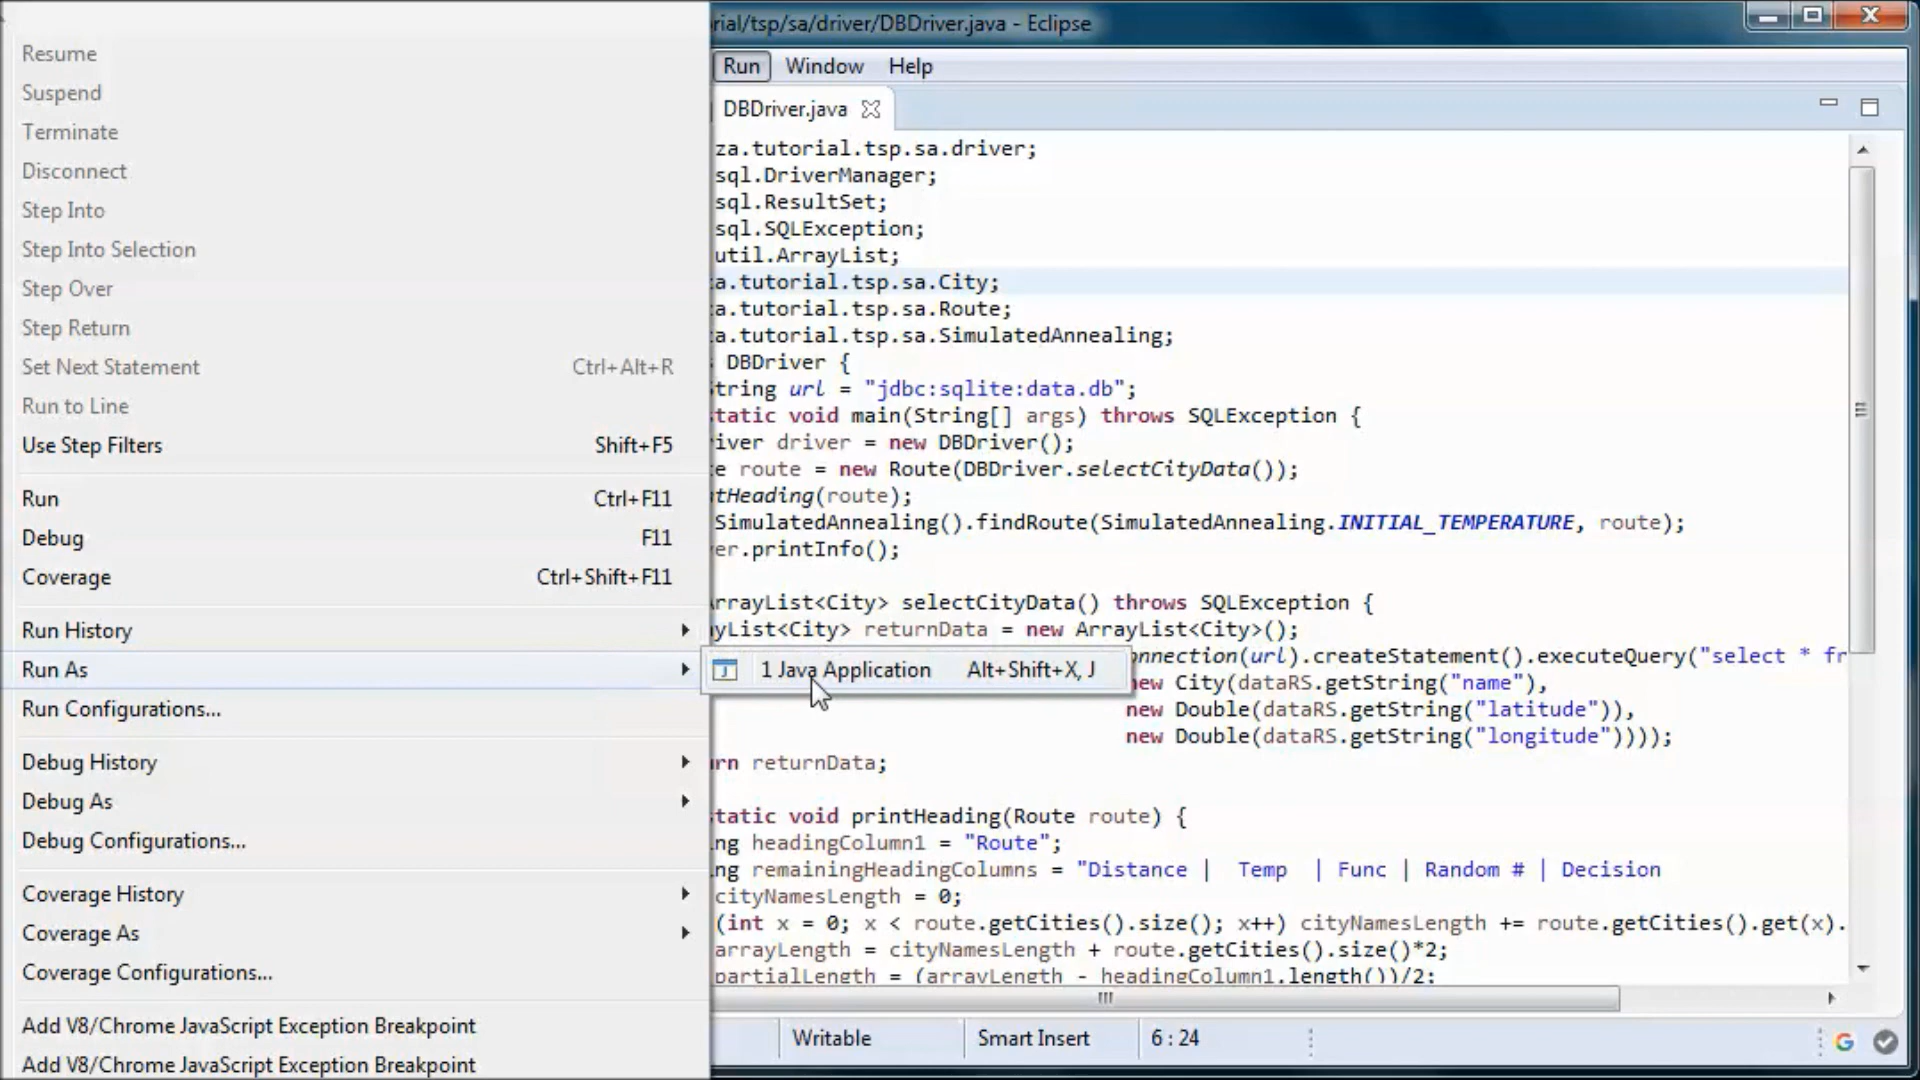 rial/tsp/sa/driver/DBDriver.java - Eclipse
Run Window Help
DBDriver.java
Resume
Suspend
Terminate
Disconnect
Step Into
Step Into Selection
Step Over
Step Return
Set Next Statement Ctrl+Alt+R
Run to Line
Use Step Filters Shift+F5
Run Ctrl+F11
Debug F11
Coverage Ctrl+Shift+F11
Run History
Run As
Run Configurations...
Debug History
Debug As
Debug Configurations...
Coverage History
Coverage As
Coverage Configurations...
Add V8/Chrome JavaScript Exception Breakpoint
Add V8/Chrome JavaScript Exception Breakpoint
1 Java Application Alt+Shift+X, J
za.tutorial.tsp.sa.driver;
sql.DriverManager;
sql.ResultSet;
sql.SQLException;
util.ArrayList;
a.tutorial.tsp.sa.City;
a.tutorial.tsp.sa.Route;
a.tutorial.tsp.sa.SimulatedAnnealing;
DBDriver {
String url = "jdbc:sqlite:data.db";
static void main(String[] args) throws SQLException {
iver driver = new DBDriver();
e route = new Route(DBDriver.selectCityData());
tHeading(route);
SimulatedAnnealing().findRoute(SimulatedAnnealing.INITIAL_TEMPERATURE, route);
er.printInfo();
rrayList<City> selectCityData() throws SQLException {
yList<City> returnData = new ArrayList<City>();
onnection(url).createStatement().executeQuery("select * fr
new City(dataRS.getString("name"),
new Double(dataRS.getString("latitude")),
new Double(dataRS.getString("longitude"))));
rn returnData;
static void printHeading(Route route) {
ng headingColumn1 = "Route";
ng remainingHeadingColumns = "Distance | Temp | Func | Random # | Decision
cityNamesLength = 0;
(int x = 0; x < route.getCities().size(); x++) cityNamesLength += route.getCities().get(x).
arrayLength = cityNamesLength + route.getCities().size()*2;
partialLength = (arrayLength - headingColumn1.length())/2;
Writable Smart Insert 6 : 24